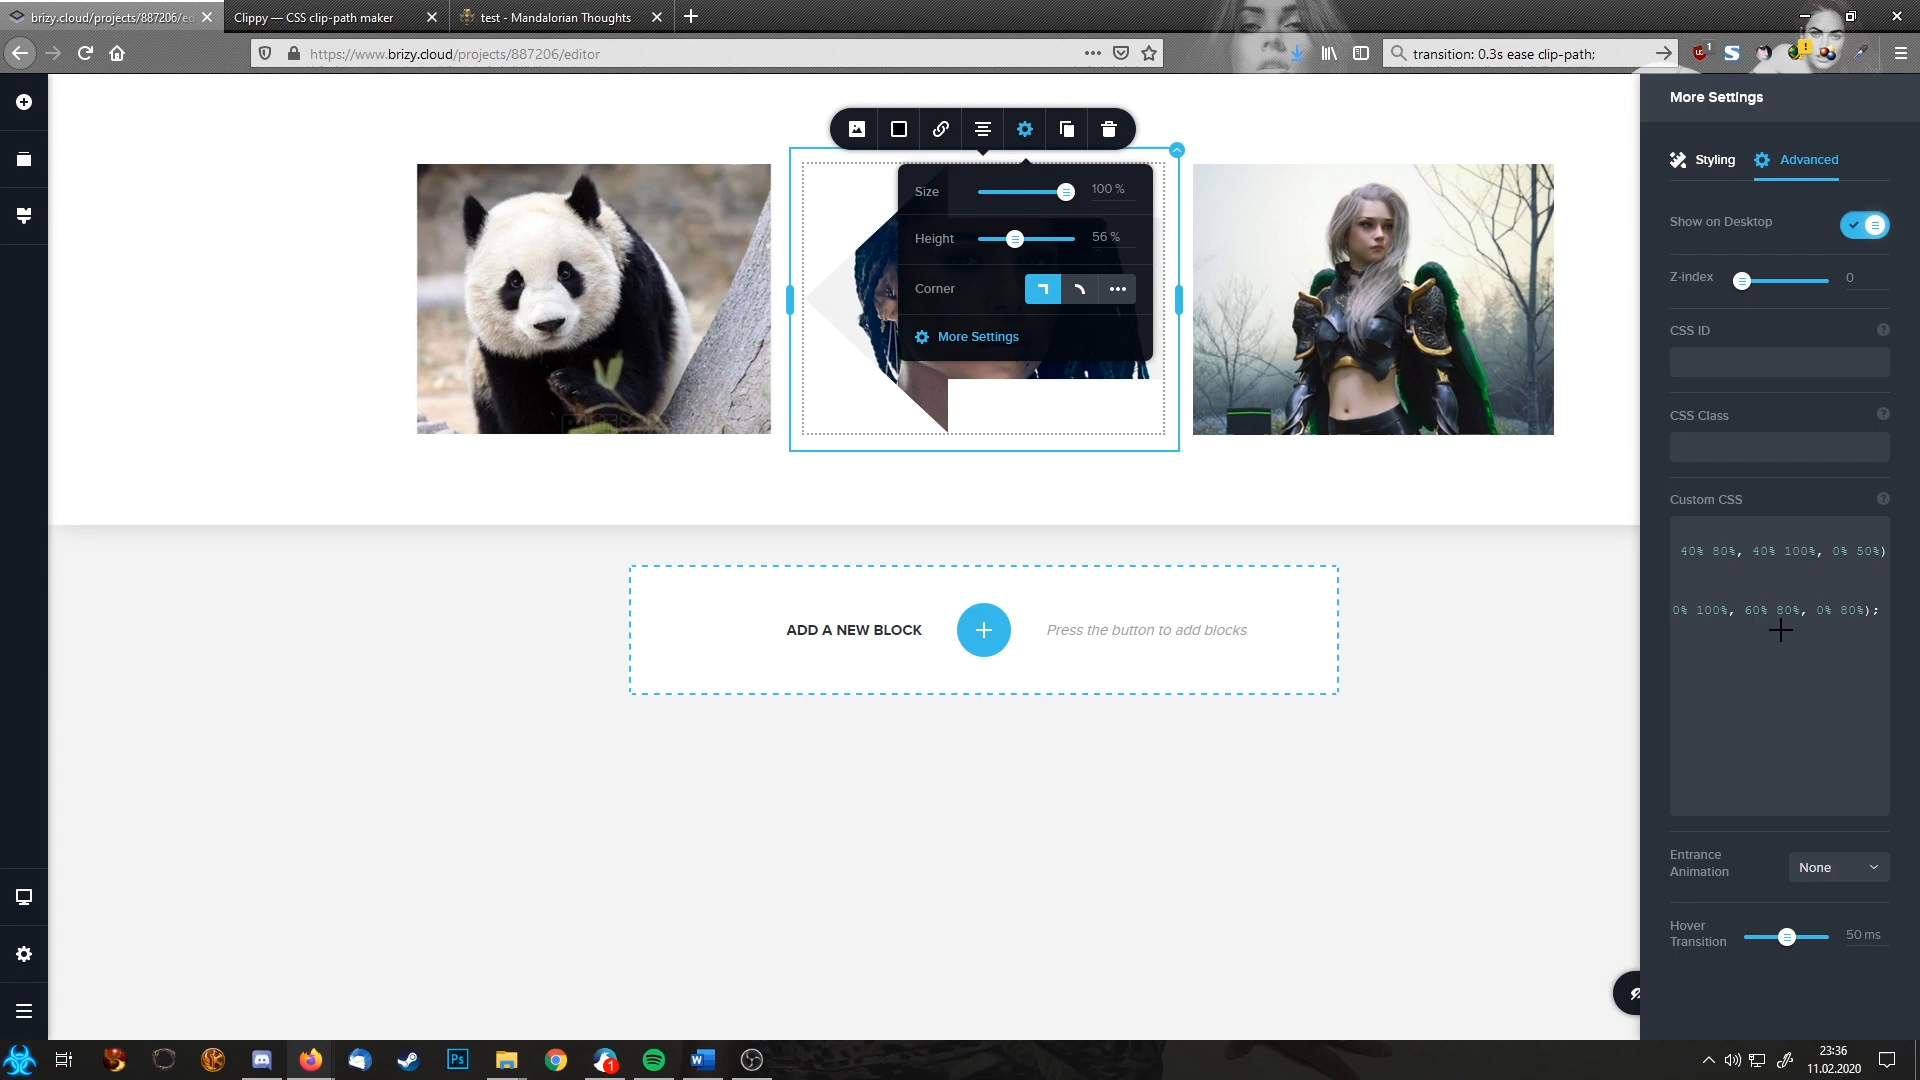 brizy.cloud/projects/887206/ed
Clippy — CSS clip-path maker
test - Mandalorian Thoughts
https://www.brizy.cloud/projects/887206/editor
transition: 0.3s ease clip-path;
More Settings
Styling
Advanced
Size
100 %
Show on Desktop
Height
56 %
Z-index
0
Corner
CSS ID
More Settings
CSS Class
Custom CSS
40% 80%, 40% 100%, 0% 50%)
0% 100%, 60% 80%, 0% 80%);
ADD A NEW BLOCK
Press the button to add blocks
Entrance
Animation
None
Hover
Transition
50 ms
23:36
11.02.2020